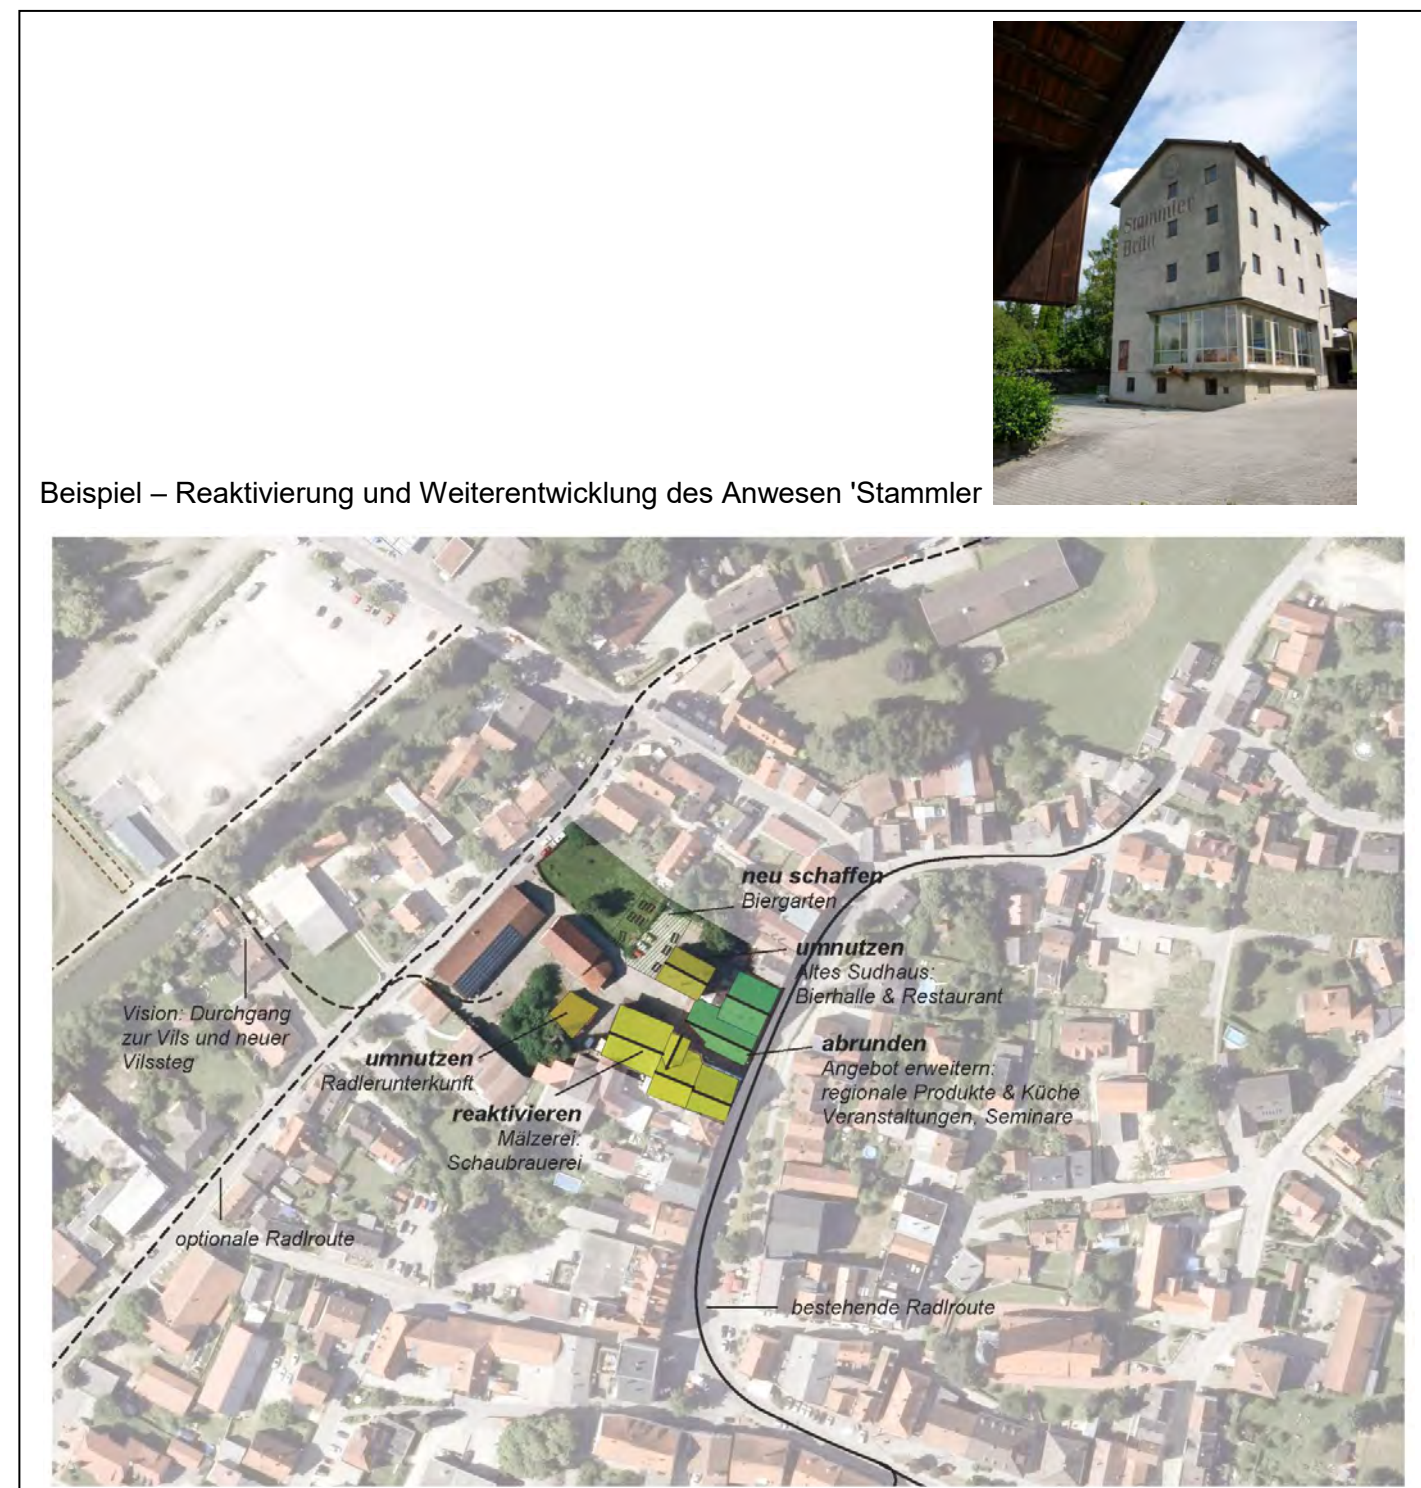 Stammler
Bräu
Beispiel – Reaktivierung und Weiterentwicklung des Anwesen 'Stammler
neu schaffen
Biergarten
umnutzen
Altes Sudhaus:
Bierhalle & Restaurant
abrunden
Angebot erweitern:
regionale Produkte & Küche
Veranstaltungen, Seminare
Vision: Durchgang
zur Vils und neuer
Vilssteg
umnutzen
Radlerunterkunft
reaktivieren
Mälzerei:
Schaubrauerei
optionale Radlroute
bestehende Radlroute